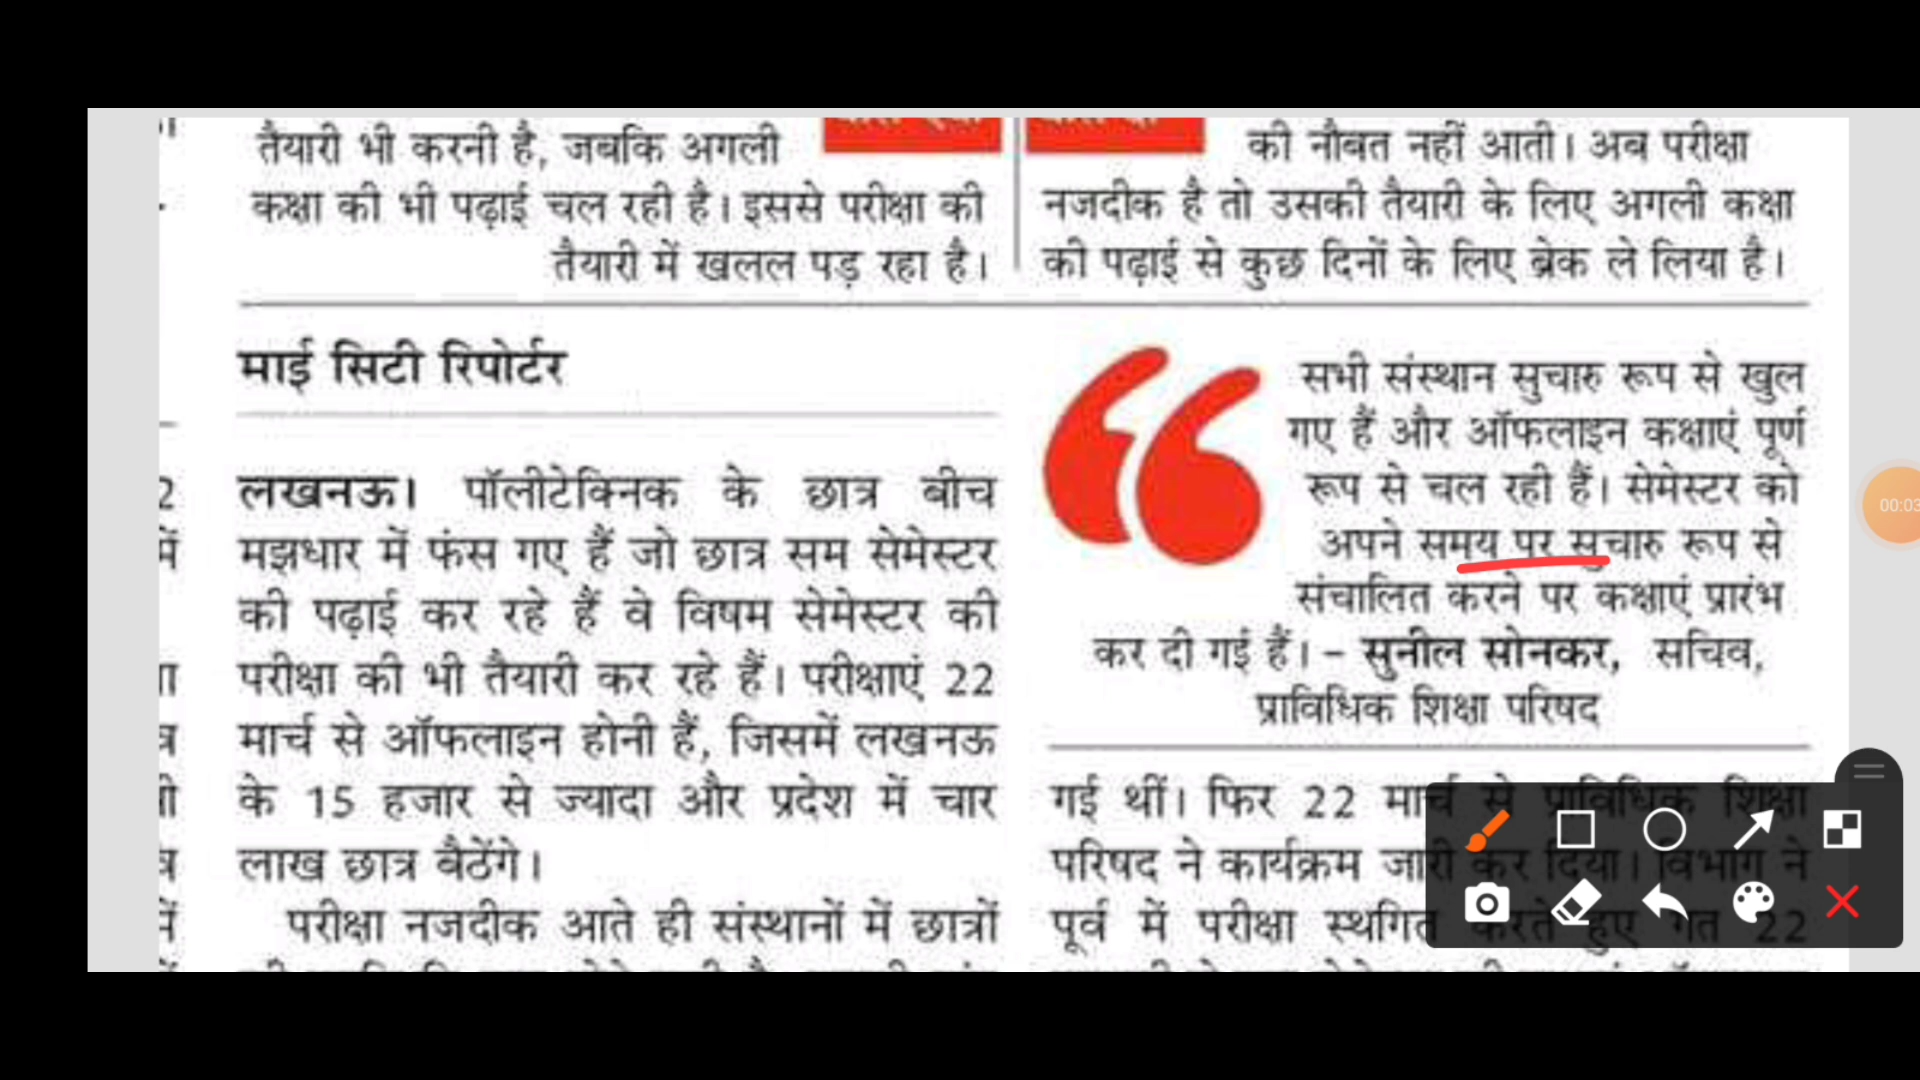 तैयारी भी करनी है, जबकि अगली
कक्षा की भी पढ़ाई चल रही है। इससे परीक्षा की
तैयारी में खलल पड़ रहा है।
की नौबत नहीं आती। अब परीक्षा
नजदीक है तो उसकी तैयारी के लिए अगली कक्षा
की पढ़ाई से कुछ दिनों के लिए ब्रेक ले लिया है।
माई सिटी रिपोर्टर
लखनऊ। पॉलीटेक्निक के छात्र बीच
मझधार में फंस गए हैं जो छात्र सम सेमेस्टर
की पढ़ाई कर रहे हैं वे विषम सेमेस्टर की
परीक्षा की भी तैयारी कर रहे हैं। परीक्षाएं 22
मार्च से ऑफलाइन होनी हैं, जिसमें लखनऊ
के 15 हजार से ज्यादा और प्रदेश में चार
लाख छात्र बैठेंगे।
परीक्षा नजदीक आते ही संस्थानों में छात्रों
सभी संस्थान सुचारु रूप से खुल
गए हैं और ऑफलाइन कक्षाएं पूर्ण
रूप से चल रही हैं। सेमेस्टर को
अपने समय पर सुचारु रूप से
संचालित करने पर कक्षाएं प्रारंभ
कर दी गई हैं। – सुनील सोनकर, सचिव,
प्राविधिक शिक्षा परिषद
गई थीं। फिर 22 मार्च से प्राविधिक शिक्षा
परिषद ने कार्यक्रम जारी कर दिया। विभाग ने
पूर्व में परीक्षा स्थगित करते हुए गत 22
00:03